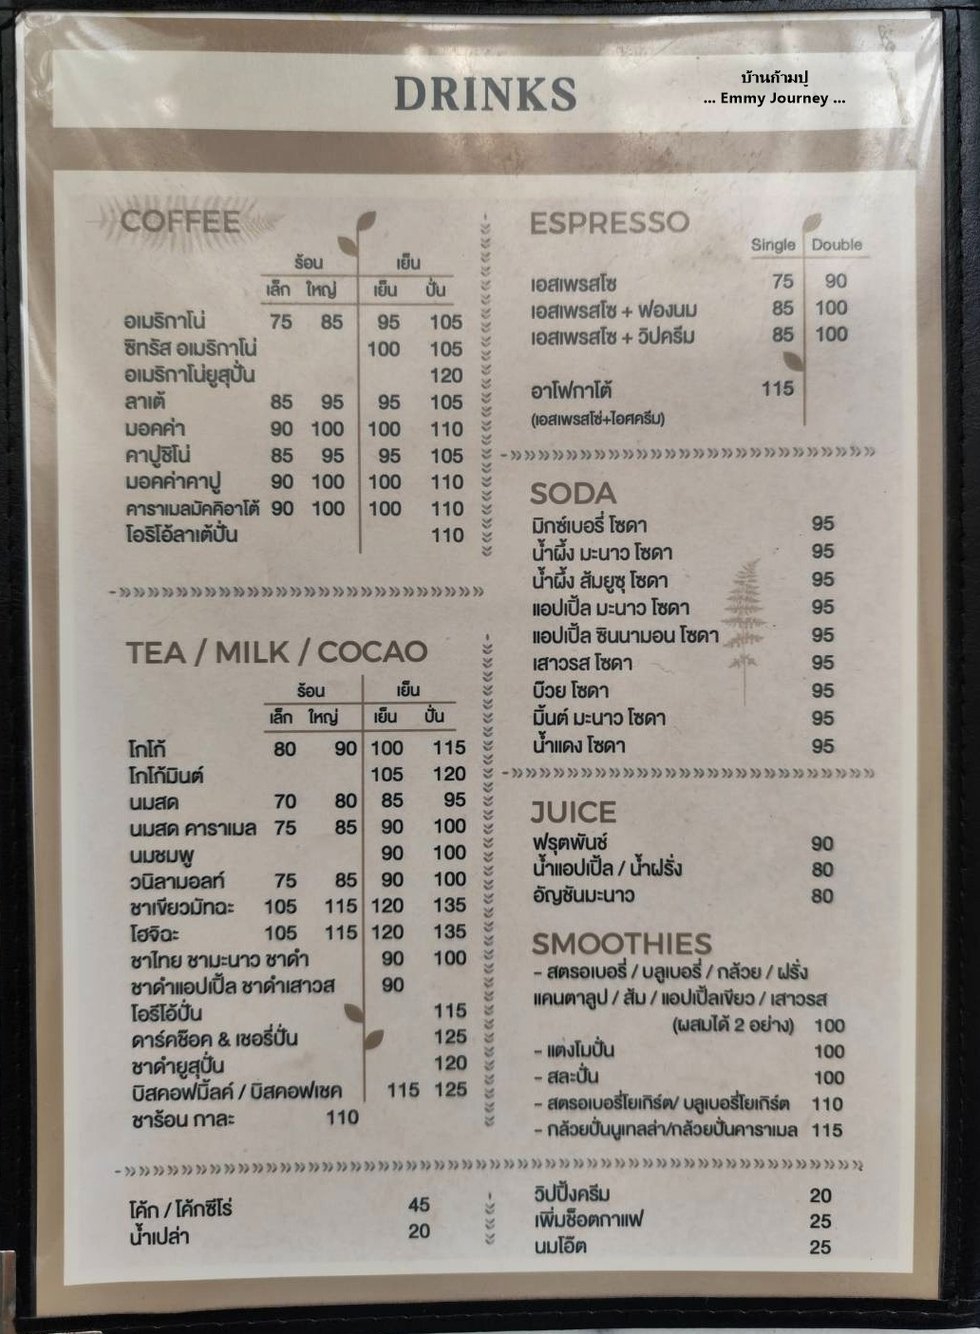 DRINKS
บ้านก้ามปู
... Emmy Journey ...
COFFEE
ร้อน เย็น
เล็ก ใหญ่ เย็น ปั่น
อเมริกาโน่ 75 85 95 105
ซิทรัส อเมริกาโน่ 100 105
อเมริกาโน่ยูสุปั่น 120
ลาเต้ 85 95 95 105
มอคค่า 90 100 100 110
คาปูชิโน่ 85 95 95 105
มอคค่าคาปู 90 100 100 110
คาราเมลมัคคิอาโต้ 90 100 100 110
โอริโอ้ลาเต้ปั่น 110
TEA / MILK / COCAO
ร้อน เย็น
เล็ก ใหญ่ เย็น ปั่น
โกโก้ 80 90 100 115
โกโก้มินต์ 105 120
นมสด 70 80 85 95
นมสด คาราเมล 75 85 90 100
นมชมพู 90 100
วนิลามอลท์ 75 85 90 100
ชาเขียวมัทฉะ 105 115 120 135
โฮจิฉะ 105 115 120 135
ชาไทย ชามะนาว ชาดำ 90 100
ชาดำแอปเปิ้ล ชาดำเสาวส 90
โอรีโอ้ปั่น 115
ดาร์คช๊อค & เชอรี่ปั่น 125
ชาดำยูสุปั่น 120
บิสคอฟมิ้ลค์ / บิสคอฟเชค 115 125
ชาร้อน กาละ 110
ESPRESSO
Single Double
เอสเพรสโซ 75 90
เอสเพรสโซ + ฟองนม 85 100
เอสเพรสโซ + วิปครีม 85 100
อาโฟกาโต้ 115
(เอสเพรสโซ่+ไอศครีม)
SODA
มิกซ์เบอรี่ โซดา 95
น้ำผึ้ง มะนาว โซดา 95
น้ำผึ้ง ส้มยูซุ โซดา 95
แอปเปิ้ล มะนาว โซดา 95
แอปเปิ้ล ซินนามอน โซดา 95
เสาวรส โซดา 95
บ๊วย โซดา 95
มิ้นต์ มะนาว โซดา 95
น้ำแดง โซดา 95
JUICE
ฟรุตพันช์ 90
น้ำแอปเปิ้ล / น้ำฝรั่ง 80
อัญชันมะนาว 80
SMOOTHIES
- สตรอเบอรี่ / บลูเบอรี่ / กล้วย / ฝรั่ง
แคนตาลูป / ส้ม / แอปเปิ้ลเขียว / เสาวรส
(ผสมได้ 2 อย่าง) 100
- แตงโมปั่น 100
- สละปั่น 100
- สตรอเบอรี่โยเกิร์ต/ บลูเบอรี่โยเกิร์ต 110
- กล้วยปั่นนูเทลล่า/กล้วยปั่นคาราเมล 115
โค้ก / โค้กซีโร่ 45
น้ำเปล่า 20
วิปปิ้งครีม 20
เพิ่มช็อตกาแฟ 25
นมโอ๊ต 25